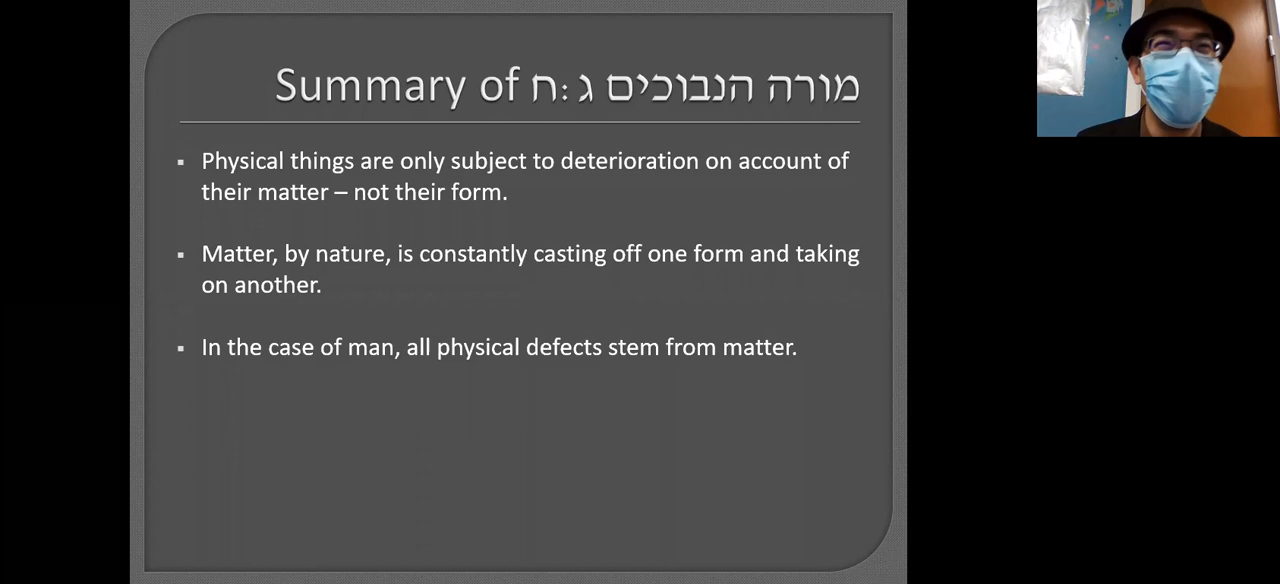 Summary of מורה הנבוכים ג:ח
▪ Physical things are only subject to deterioration on account of
their matter – not their form.
▪ Matter, by nature, is constantly casting off one form and taking
on another.
▪ In the case of man, all physical defects stem from matter.